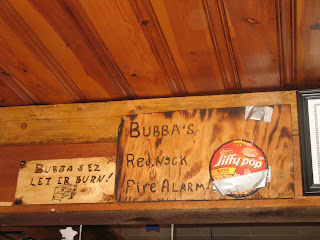 BUBBA SEZ
LET ER BURN!
BUBBA'S
REDNECK
FIRE ALARM
Jiffy pop